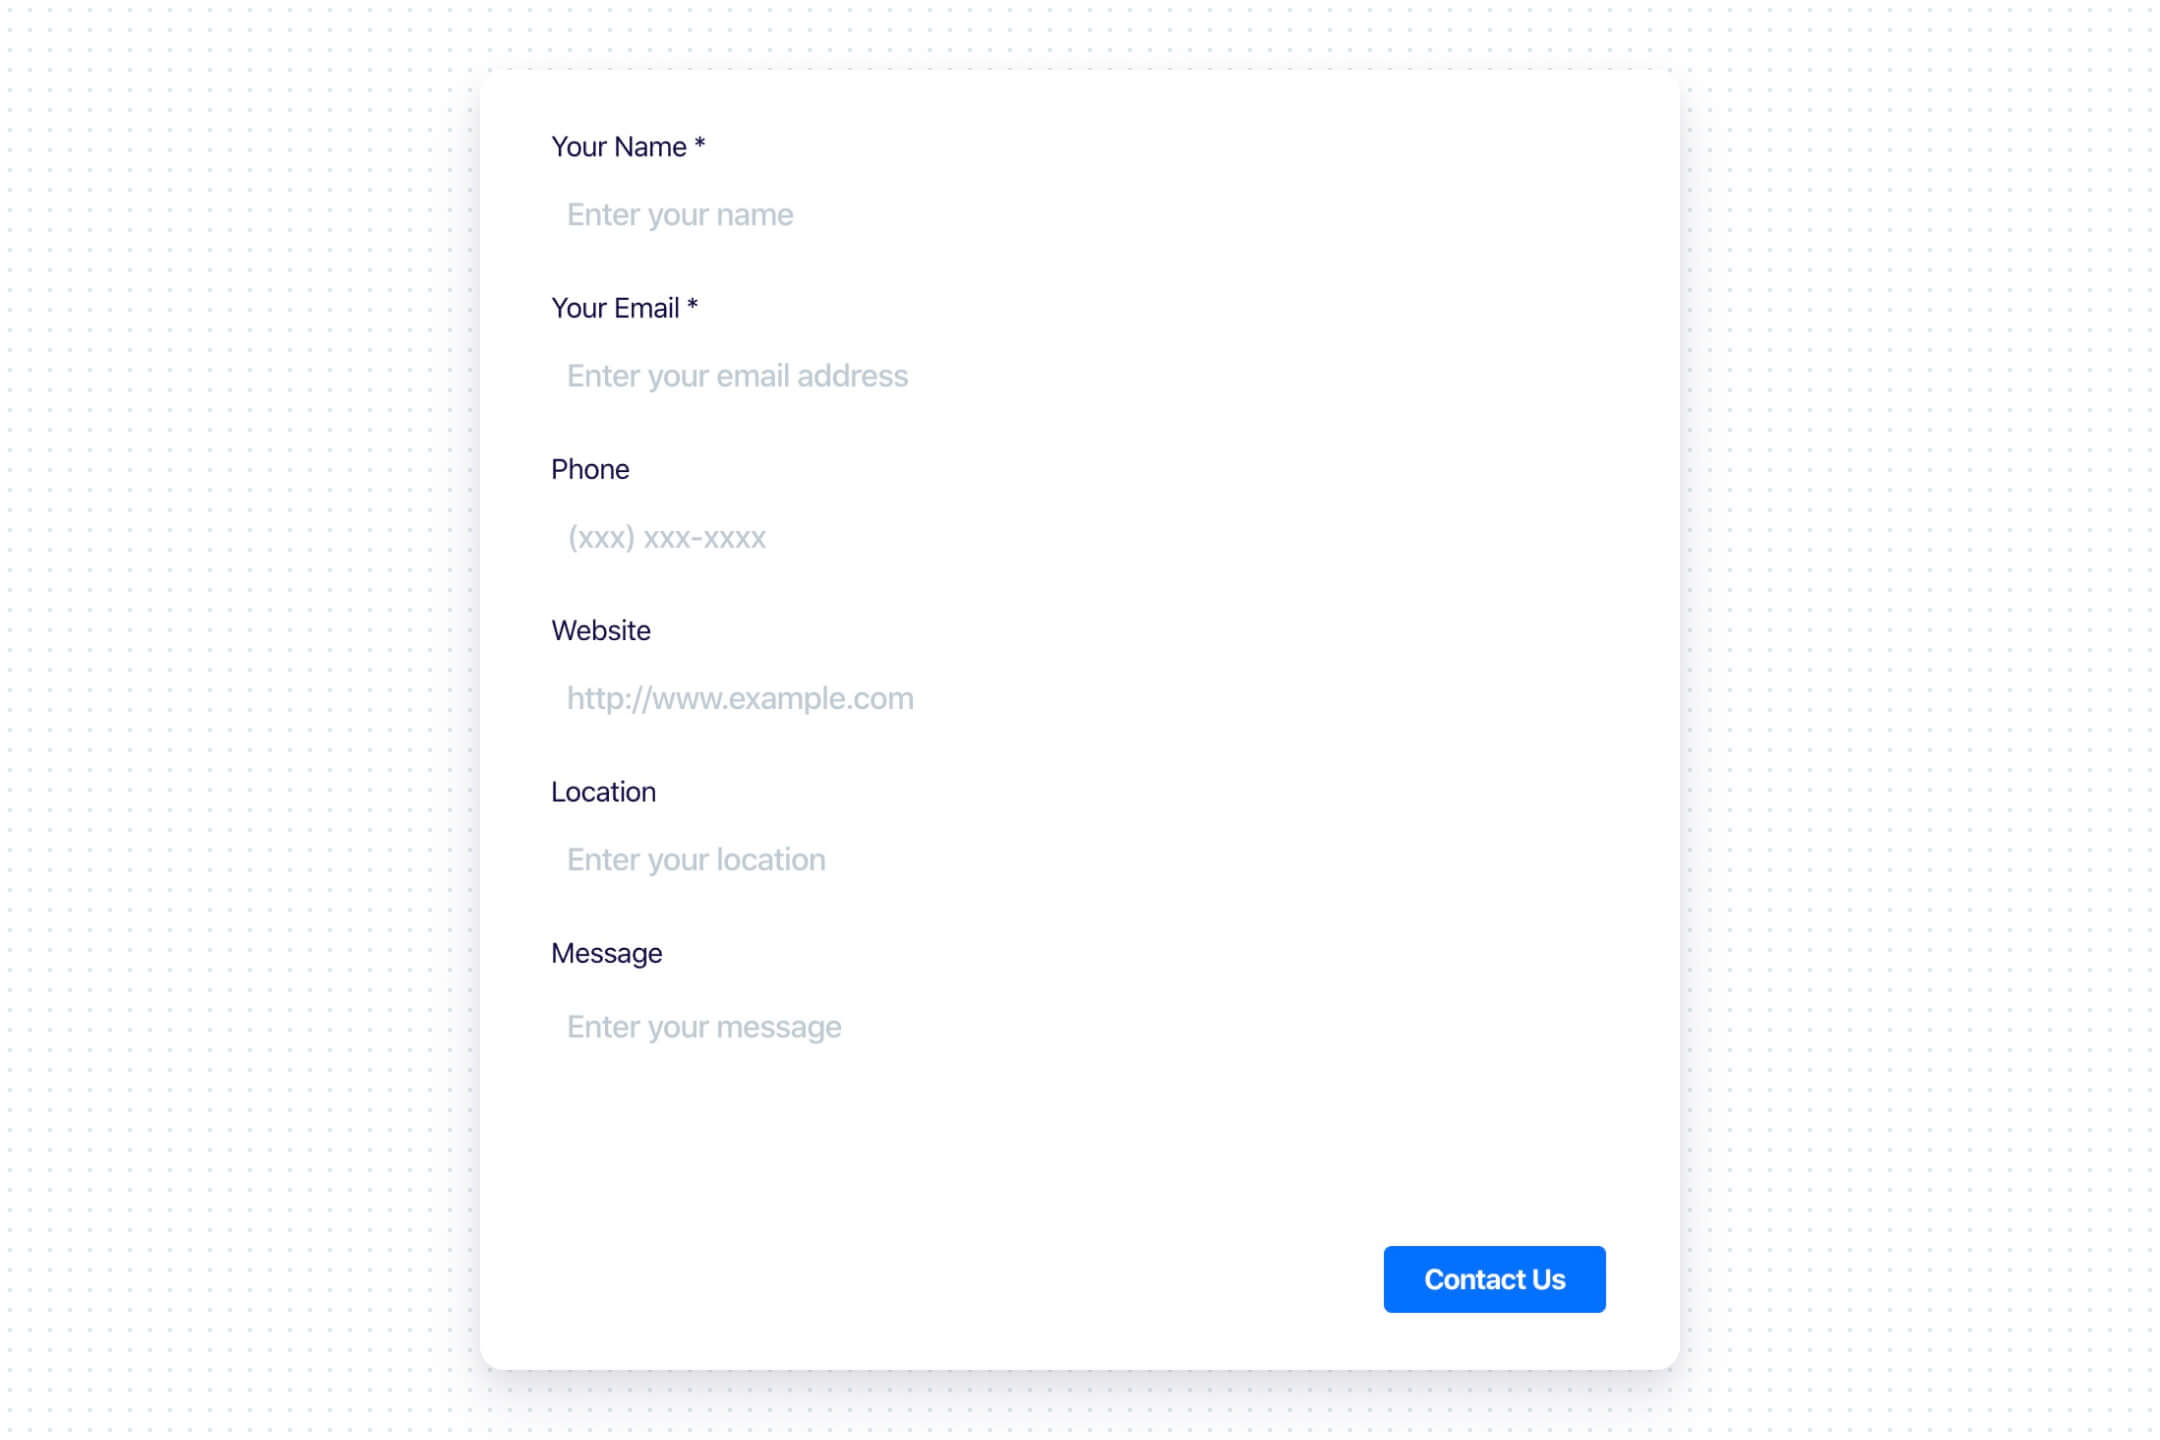 Your Name *
Enter your name
Your Email *
Enter your email address
Phone
(xxx) xxx-xxxx
Website
http://www.example.com
Location
Enter your location
Message
Enter your message
Contact Us